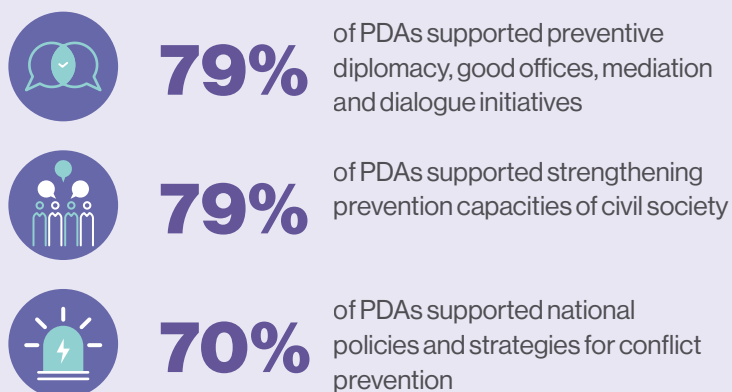 79%
of PDAs supported preventive
diplomacy, good offices, mediation
and dialogue initiatives
79%
of PDAs supported strengthening
prevention capacities of civil society
70%
of PDAs supported national
policies and strategies for conflict
prevention